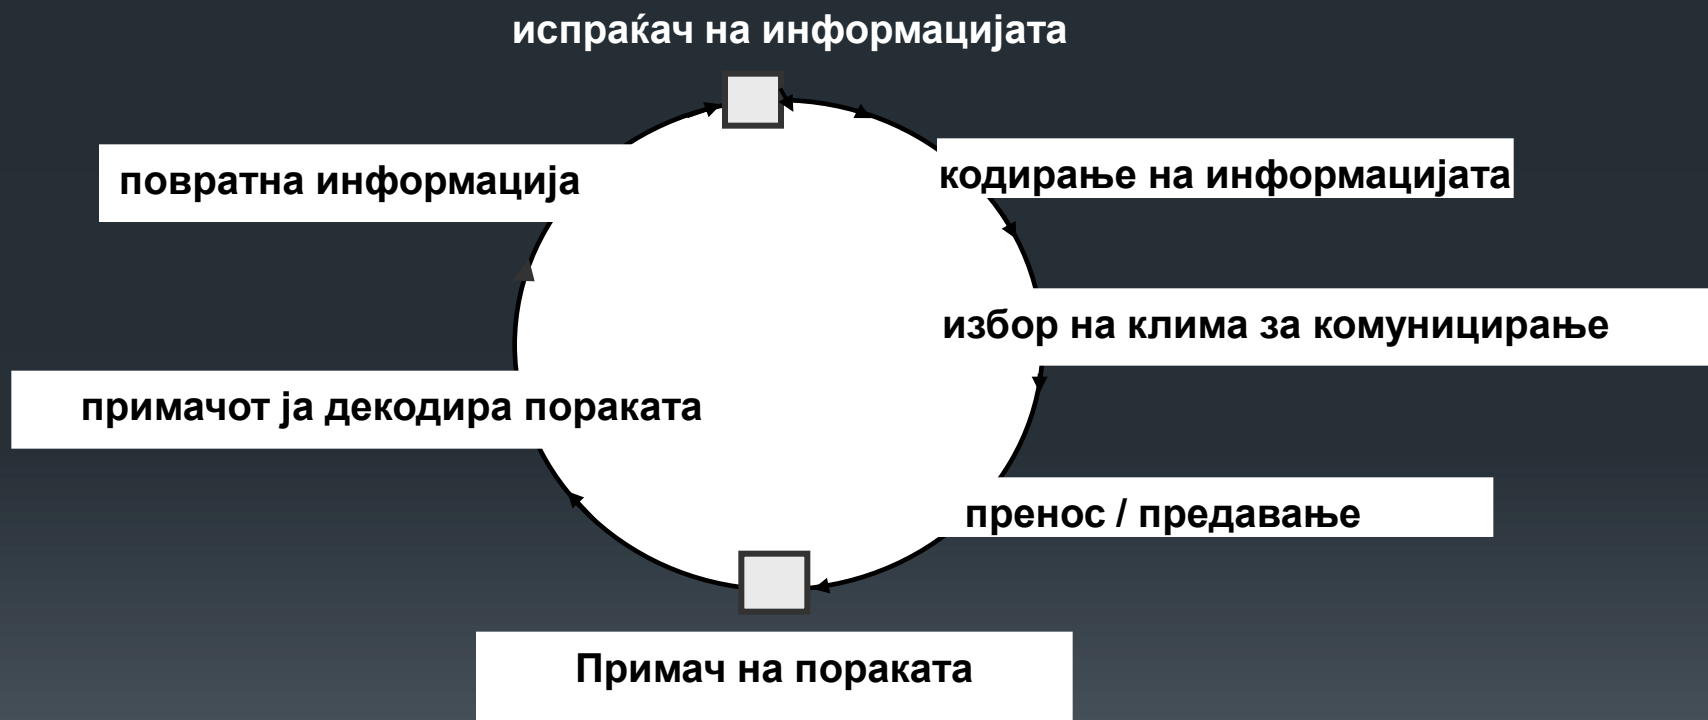 испраќач на информацијата
повратна информација
кодирање на информацијата
избор на клима за комуницирање
примачот ја декодира пораката
пренос / предавање
Примач на пораката